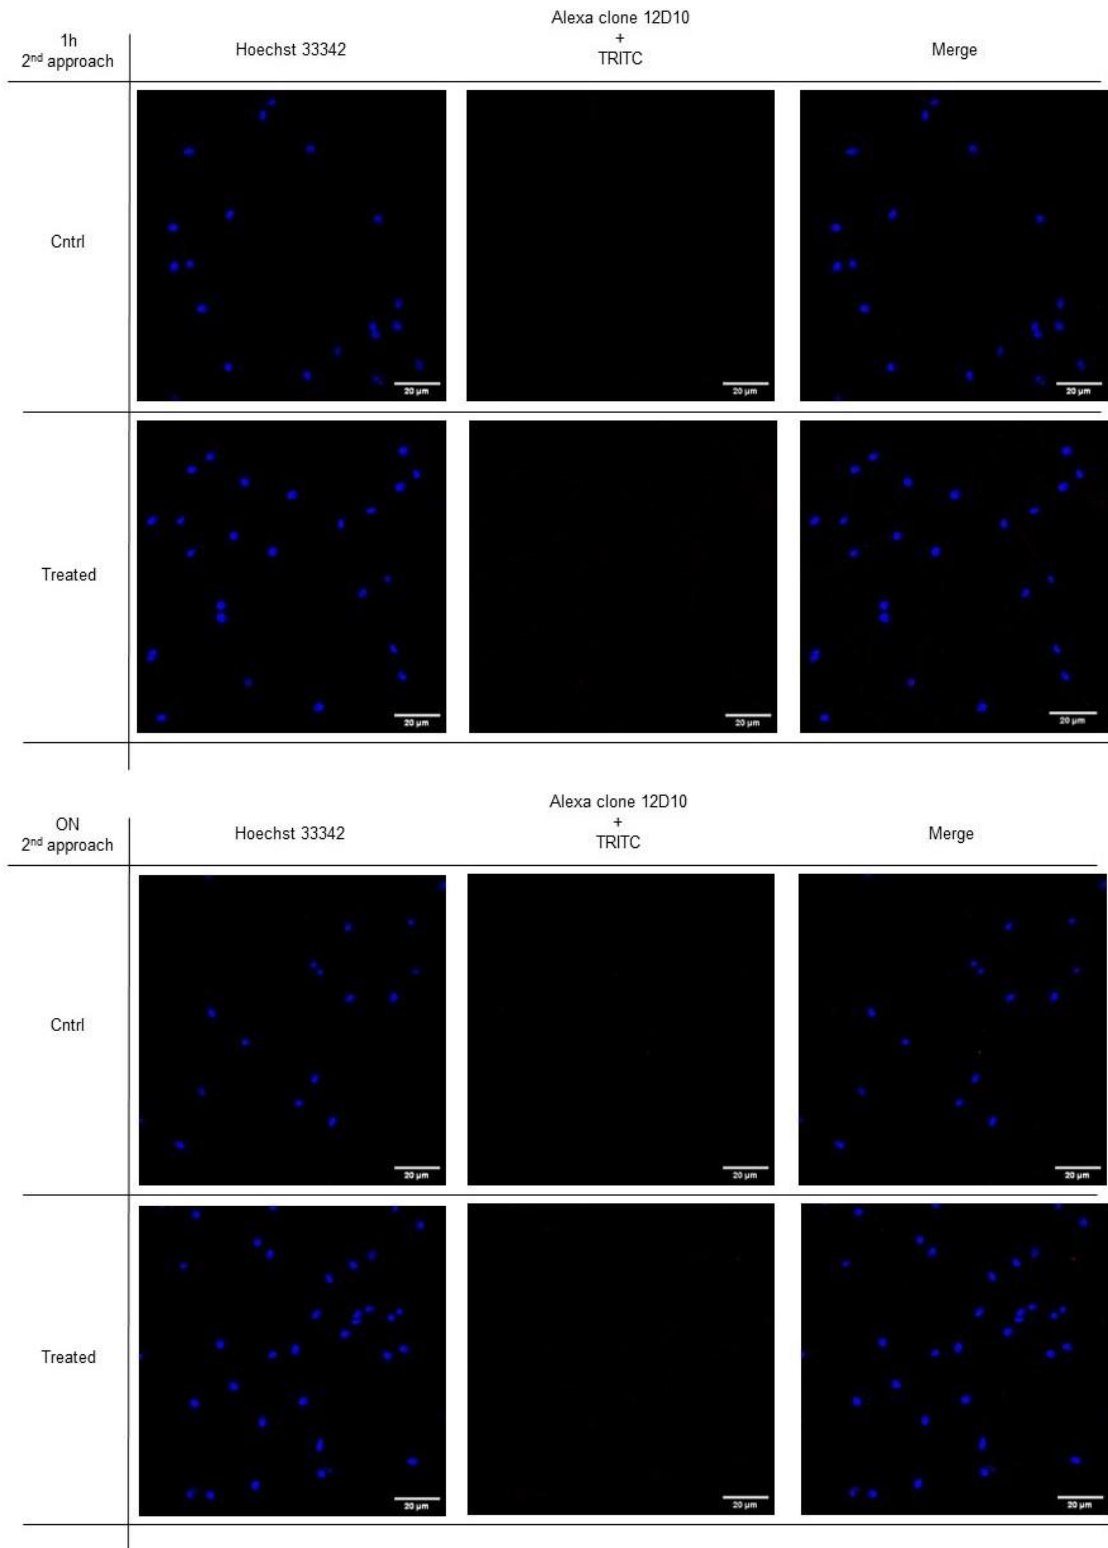 1h
2nd approach
Hoechst 33342
Alexa clone 12D10
+
TRITC
Merge
Cntrl
20 µm
20 µm
20 µm
Treated
20 µm
20 µm
20 µm
ON
2nd approach
Hoechst 33342
Alexa clone 12D10
+
TRITC
Merge
Cntrl
20 µm
20 µm
20 µm
Treated
20 µm
20 µm
20 µm